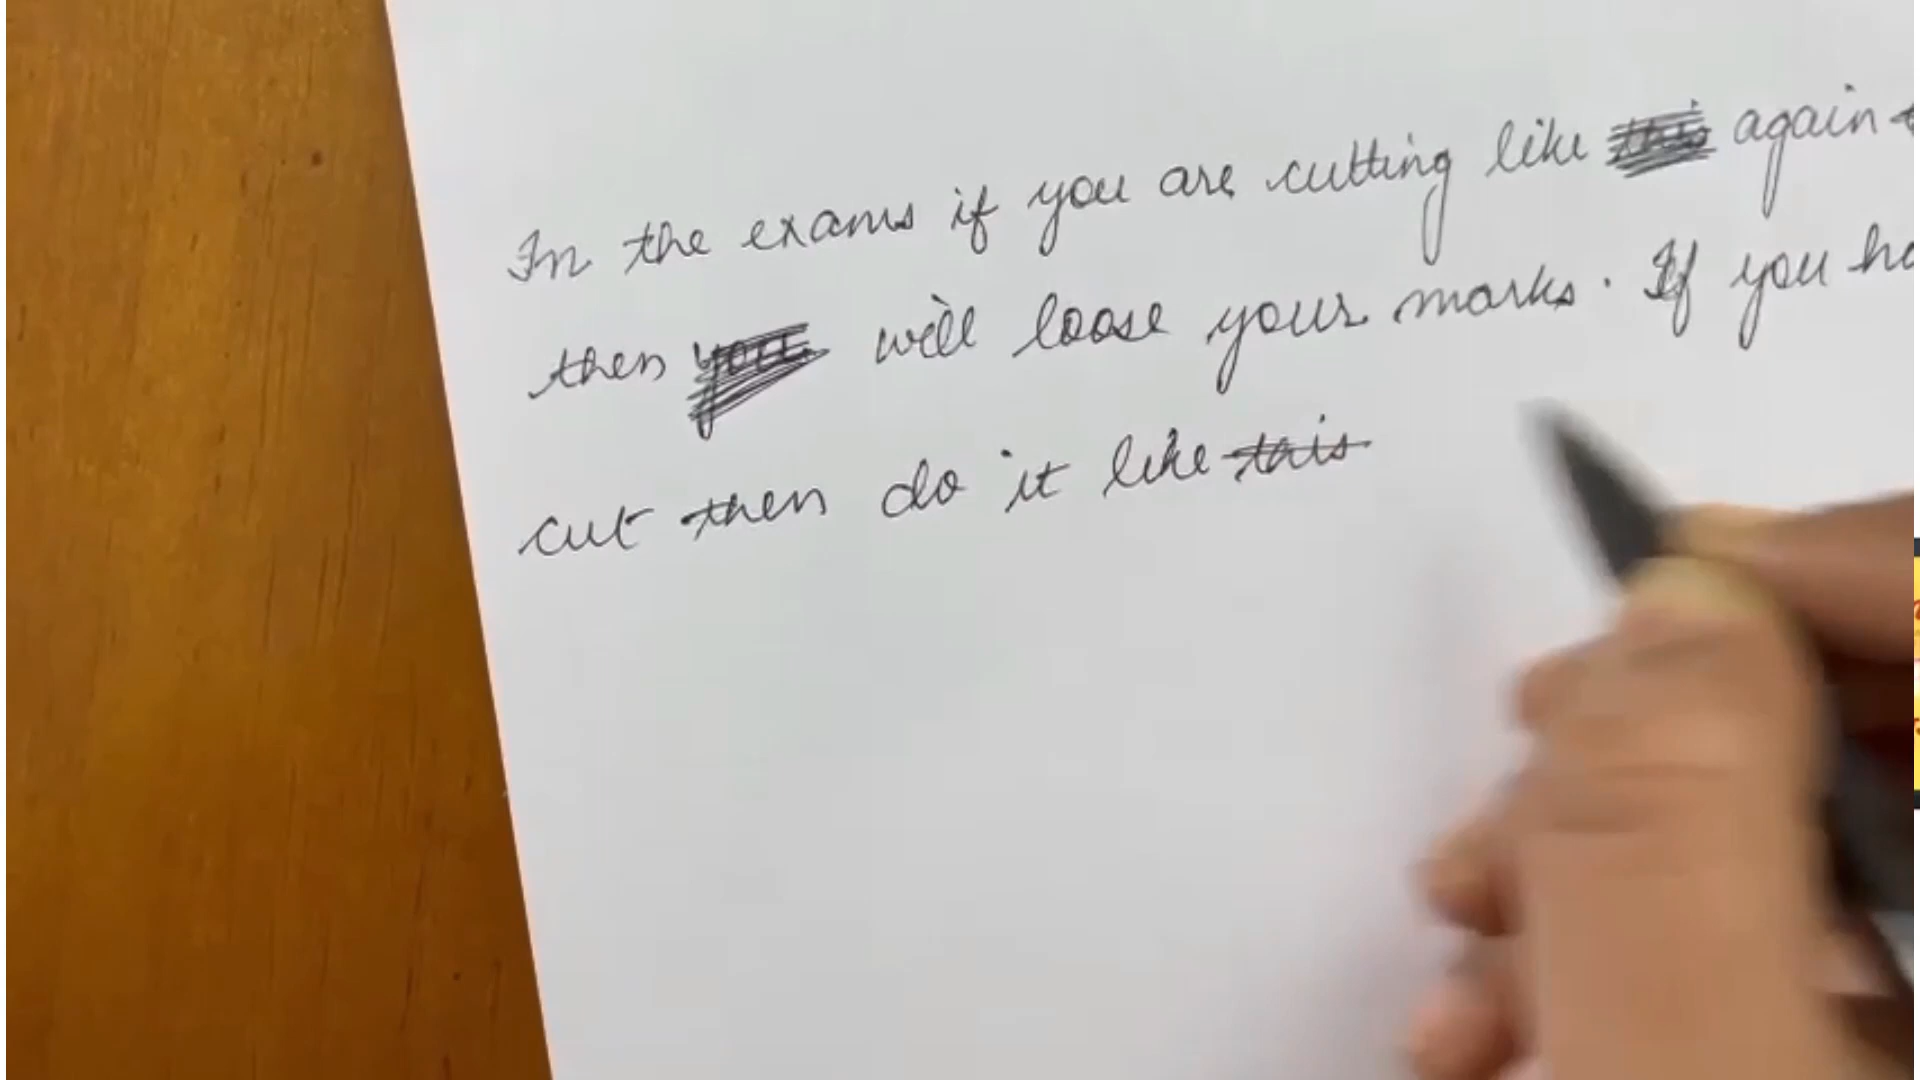 In the exams if you are cutting like this again
then you will loose your marks. If you
cut then do it like this